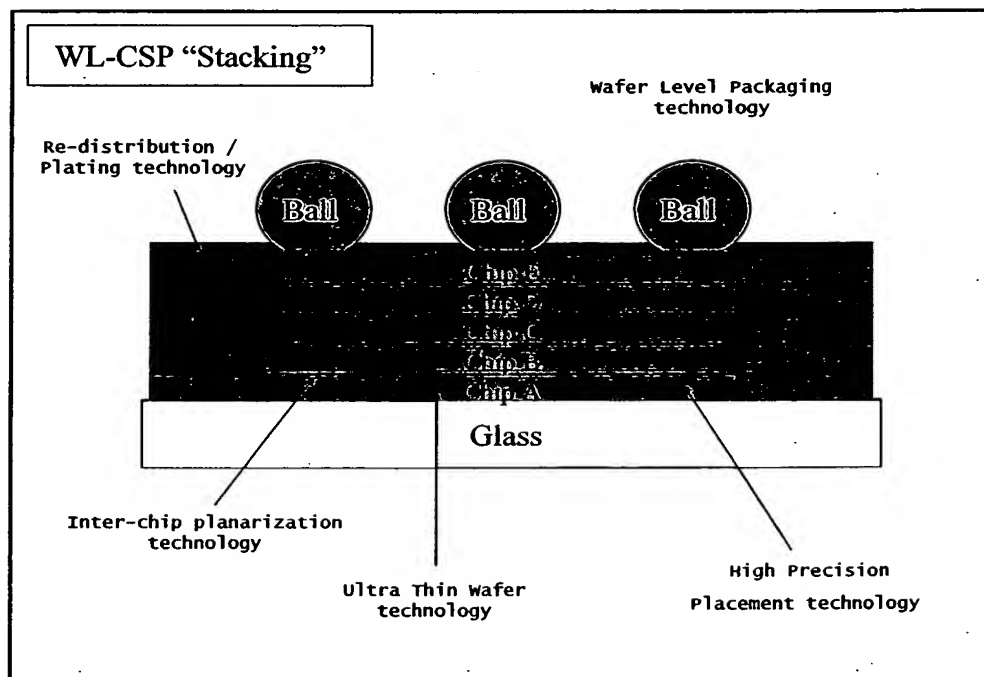 WL-CSP “Stacking”
Wafer Level Packaging
technology
Re-distribution /
Plating technology
Ball Ball Ball
Chip
Chip
Chip C
Chip B
Chip A
Glass
Inter-chip planarization
technology
Ultra Thin Wafer
technology
High Precision
Placement technology